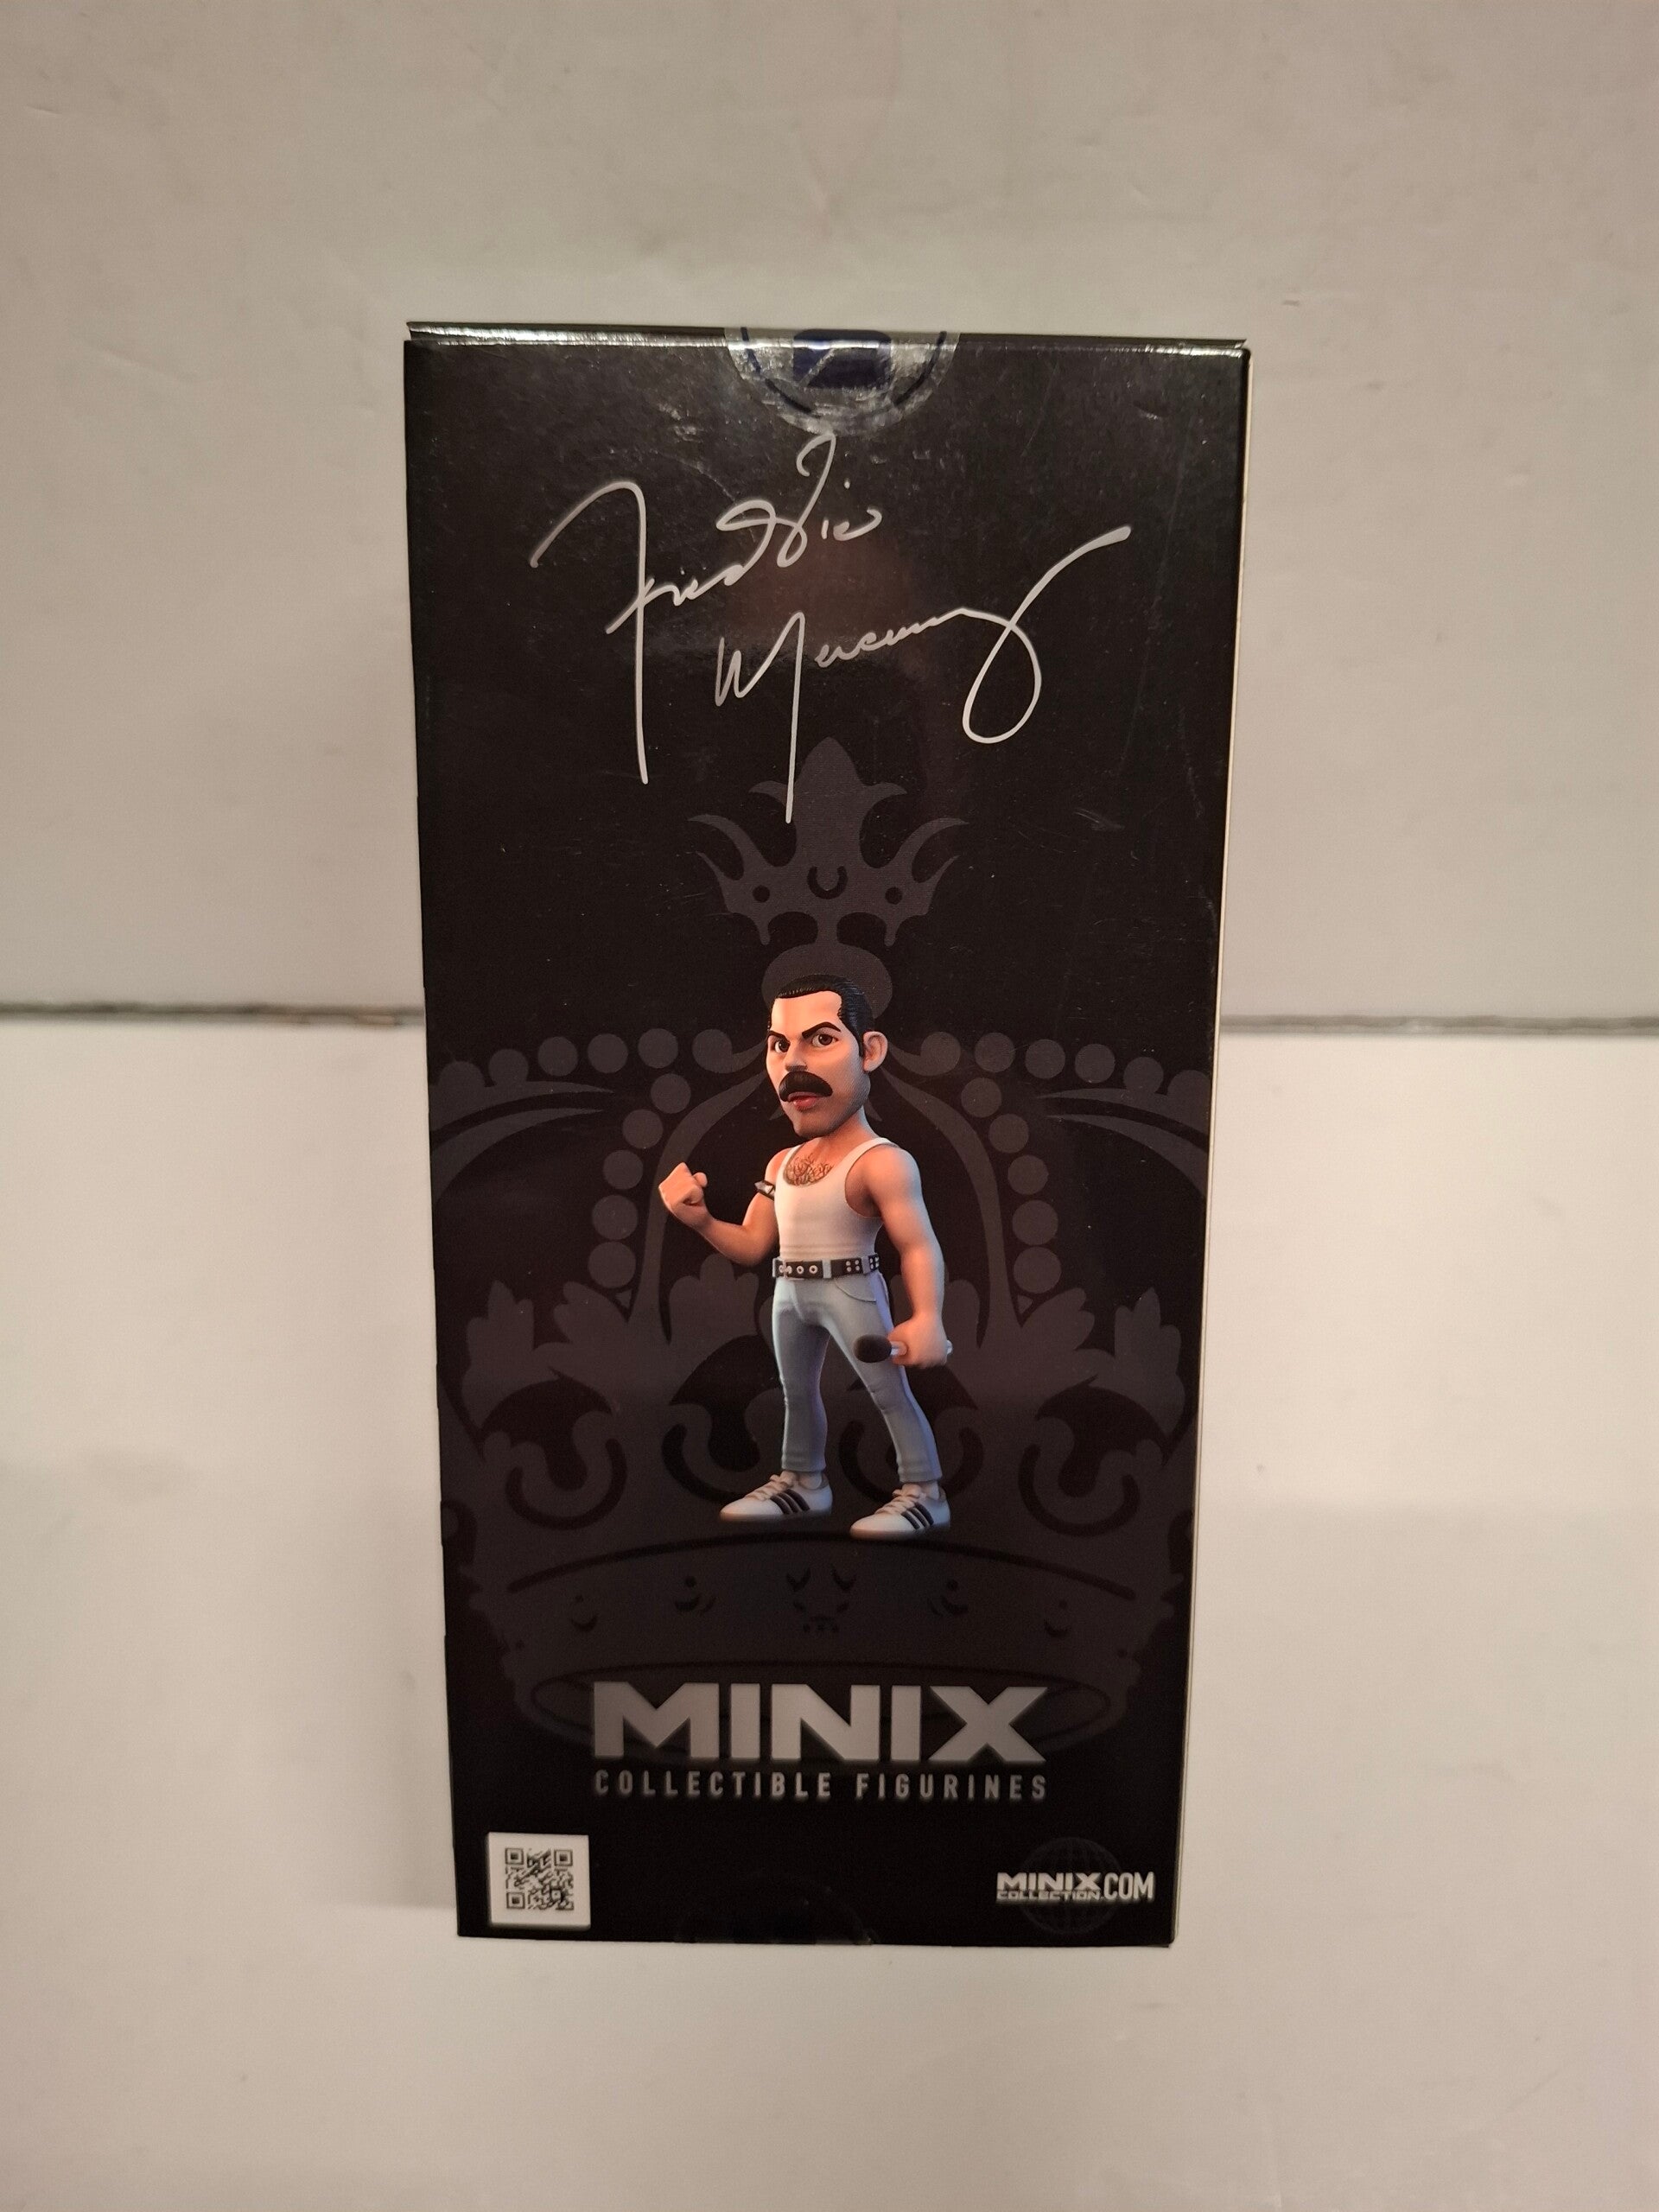 Freddie
Mercury
MINIX
COLLECTIBLE FIGURINES
MINIX
COLLECTION.COM